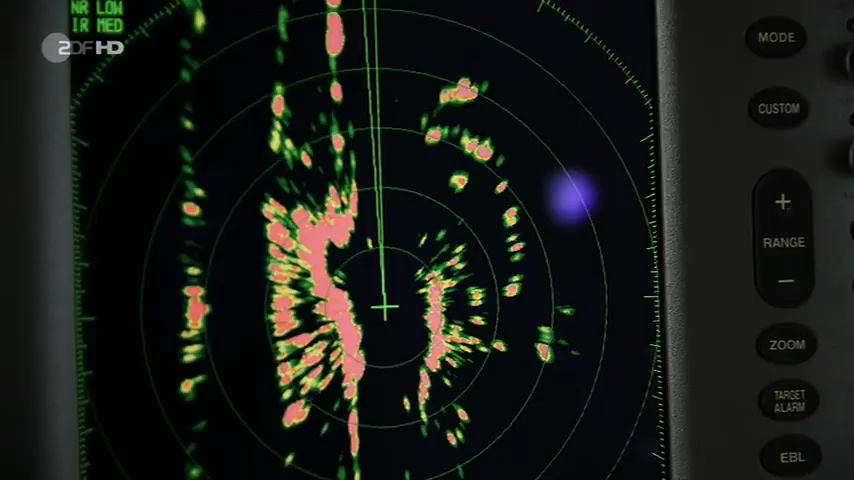 NR LOW
IR MED
ZDF HD
MODE
CUSTOM
+
RANGE
−
ZOOM
TARGET
ALARM
EBL